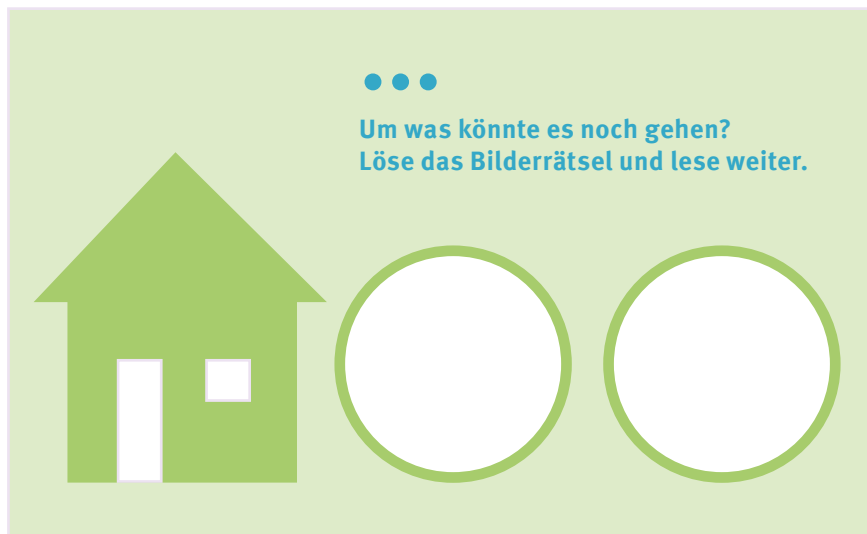 Um was könnte es noch gehen?
Löse das Bilderrätsel und lese weiter.